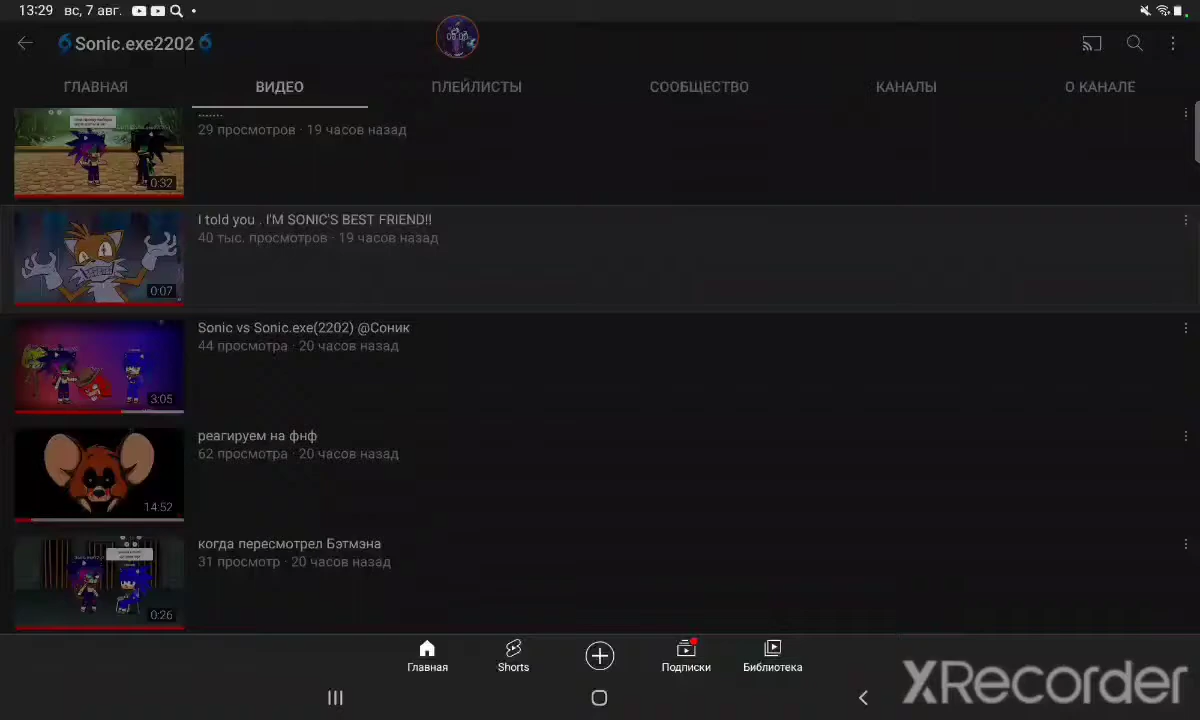 13:29 вс, 7 авг.
Sonic.exe2202
ГЛАВНАЯ ВИДЕО ПЛЕЙЛИСТЫ СООБЩЕСТВО КАНАЛЫ О КАНАЛЕ
.......
29 просмотров · 19 часов назад
0:32
I told you . I'M SONIC'S BEST FRIEND!!
40 тыс. просмотров · 19 часов назад
0:07
Sonic vs Sonic.exe(2202) @Соник
44 просмотра · 20 часов назад
3:05
реагируем на фнф
62 просмотра · 20 часов назад
14:52
когда пересмотрел Бэтмэна
31 просмотр · 20 часов назад
0:26
Главная Shorts Подписки Библиотека
XRecorder